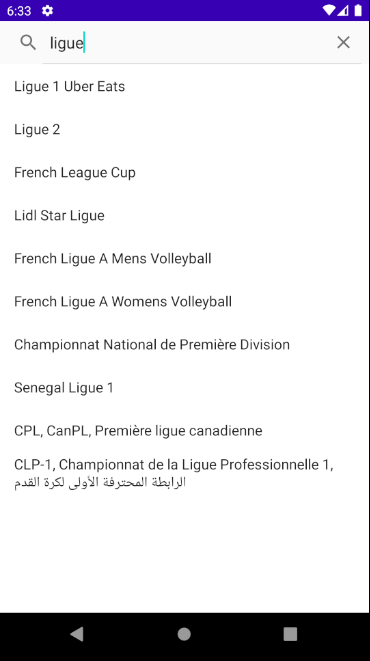 6:33
ligue
Ligue 1 Uber Eats
Ligue 2
French League Cup
Lidl Star Ligue
French Ligue A Mens Volleyball
French Ligue A Womens Volleyball
Championnat National de Première Division
Senegal Ligue 1
CPL, CanPL, Première ligue canadienne
CLP-1, Championnat de la Ligue Professionnelle 1,
الرابطة المحترفة الأولى لكرة القدم